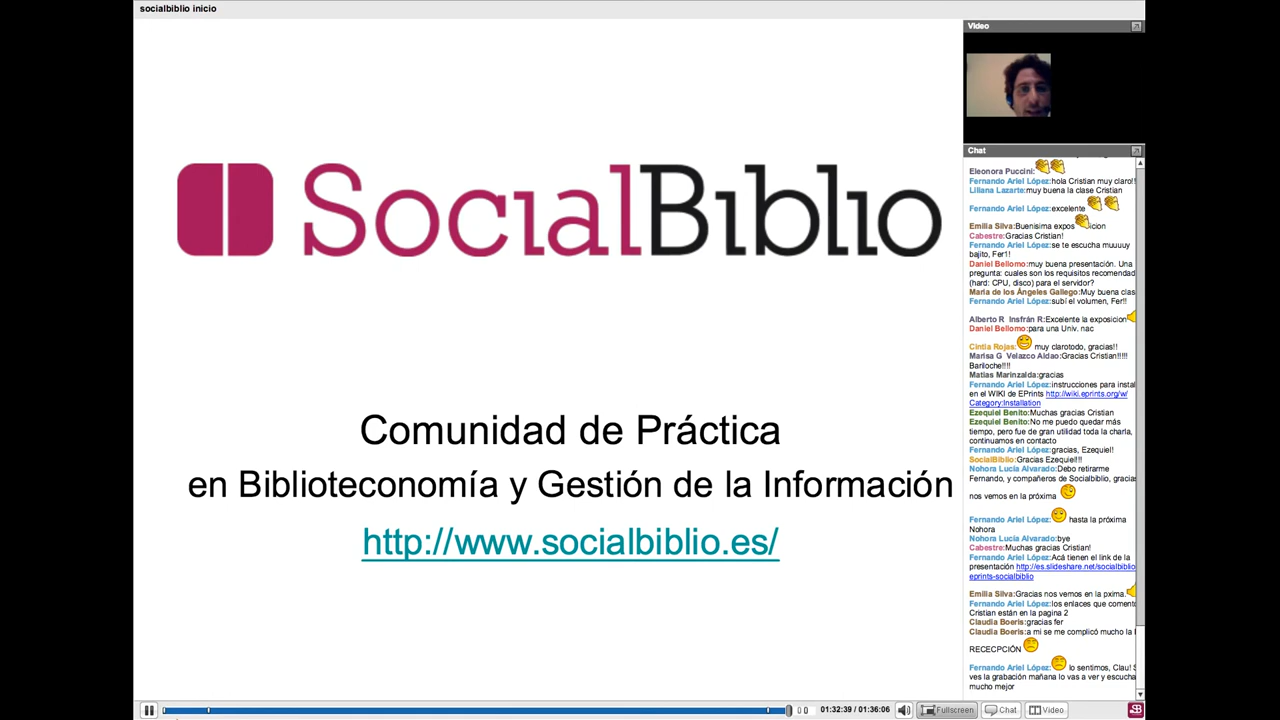 socialbiblio inicio
SocialBiblio
Comunidad de Práctica
en Biblioteconomía y Gestión de la Información
http://www.socialbiblio.es/
Video
Chat
Eleonora Puccini:
Fernando Ariel López:hola Cristian muy claro!!
Liliana Lazarte:muy buena la clase Cristian
Fernando Ariel López:excelente
Emilia Silva:Buenisima expos icion
Cabestre:Gracias Cristian!
Fernando Ariel López:se te escucha muuuuy
bajito, Fer1!
Daniel Bellomo:muy buena presentación. Una
pregunta: cuales son los requisitos recomendad
(hard: CPU, disco) para el servidor?
Maria de los Ángeles Gallego:Muy buena clas
Fernando Ariel López:subí el volumen, Fer!!
Alberto R Insfrán R:Excelente la exposicion
Daniel Bellomo:para una Univ. nac
Cintia Rojas: muy clarotodo, gracias!!
Marisa G Velazco Aldao:Gracias Cristian!!!!!
Bariloche!!!!
Matias Marinzalda:gracias
Fernando Ariel López:instrucciones para instal
en el WIKI de EPrints http://wiki.eprints.org/w/
Category:Installation
Ezequiel Benito:Muchas gracias Cristian
Ezequiel Benito:No me puedo quedar más
tiempo, pero fue de gran utilidad toda la charla,
continuamos en contacto
Fernando Ariel López:gracias, Ezequiel!
SocialBiblio:Gracias Ezequiel!!!
Nohora Lucía Alvarado:Debo retirarme
Fernando, y compañeros de Socialbiblio, gracias
nos vemos en la próxima
Fernando Ariel López: hasta la próxima
Nohora
Nohora Lucía Alvarado:bye
Cabestre:Muchas gracias Cristian!
Fernando Ariel López:Acá tienen el link de la
presentación http://es.slideshare.net/socialbiblio
eprints-socialbiblio
Emilia Silva:Gracias nos vemos en la pxima.
Fernando Ariel López:los enlaces que coment
Cristian están en la pagina 2
Claudia Boeris:gracias fer
Claudia Boeris:a mi se me complicó mucho la
RECECPCIÓN
Fernando Ariel López: lo sentimos, Clau! S
ves la grabación mañana lo vas a ver y escucha
mucho mejor
01:32:39 / 01:36:06
Fullscreen
Chat
Video
SB